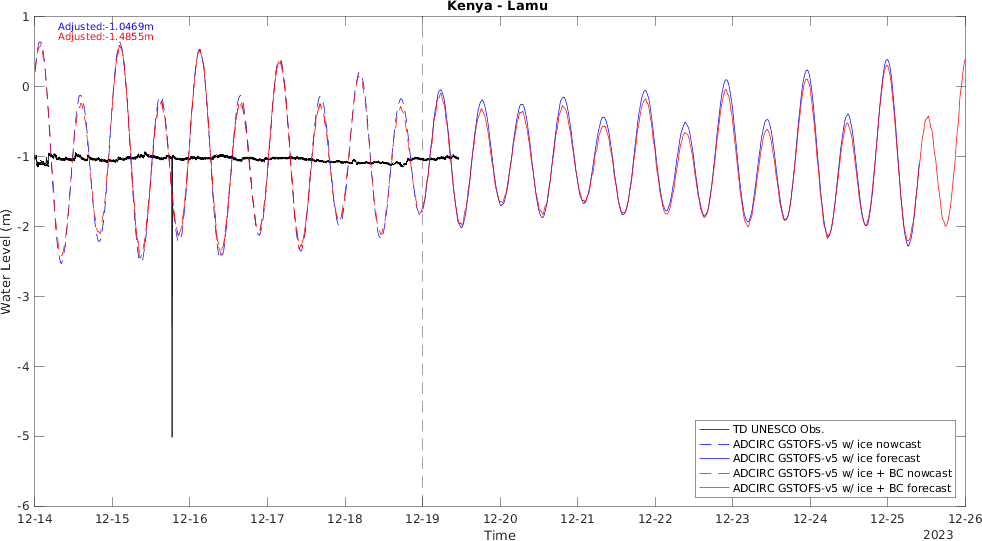 Kenya - Lamu
Adjusted:-1.0469m
Adjusted:-1.4855m
1
0
-1
-2
-3
-4
-5
-6
Water Level (m)
TD UNESCO Obs.
ADCIRC GSTOFS-v5 w/ ice nowcast
ADCIRC GSTOFS-v5 w/ ice forecast
ADCIRC GSTOFS-v5 w/ ice + BC nowcast
ADCIRC GSTOFS-v5 w/ ice + BC forecast
12-14 12-15 12-16 12-17 12-18 12-19 12-20 12-21 12-22 12-23 12-24 12-25 12-26
Time 2023